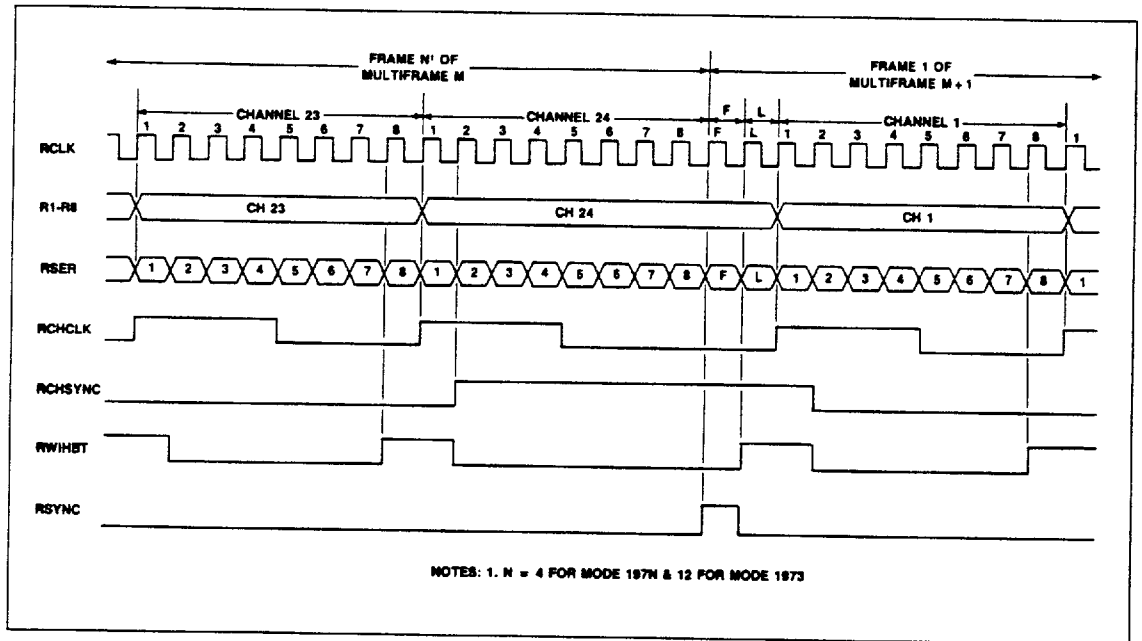 FRAME N' OF
MULTIFRAME M
FRAME 1 OF
MULTIFRAME M + 1
CHANNEL 23
CHANNEL 24
F
L
CHANNEL 1
1 2 3 4 5 6 7 8 1 2 3 4 5 6 7 8 F L 1 2 3 4 5 6 7 8 1
RCLK
R1-R8 CH 23 CH 24 CH 1
RSER 1 2 3 4 5 6 7 8 1 2 3 4 5 6 7 8 F L 1 2 3 4 5 6 7 8 1
RCHCLK
RCHSYNC
RWIHBT
RSYNC
NOTES: 1. N = 4 FOR MODE 197N & 12 FOR MODE 1973